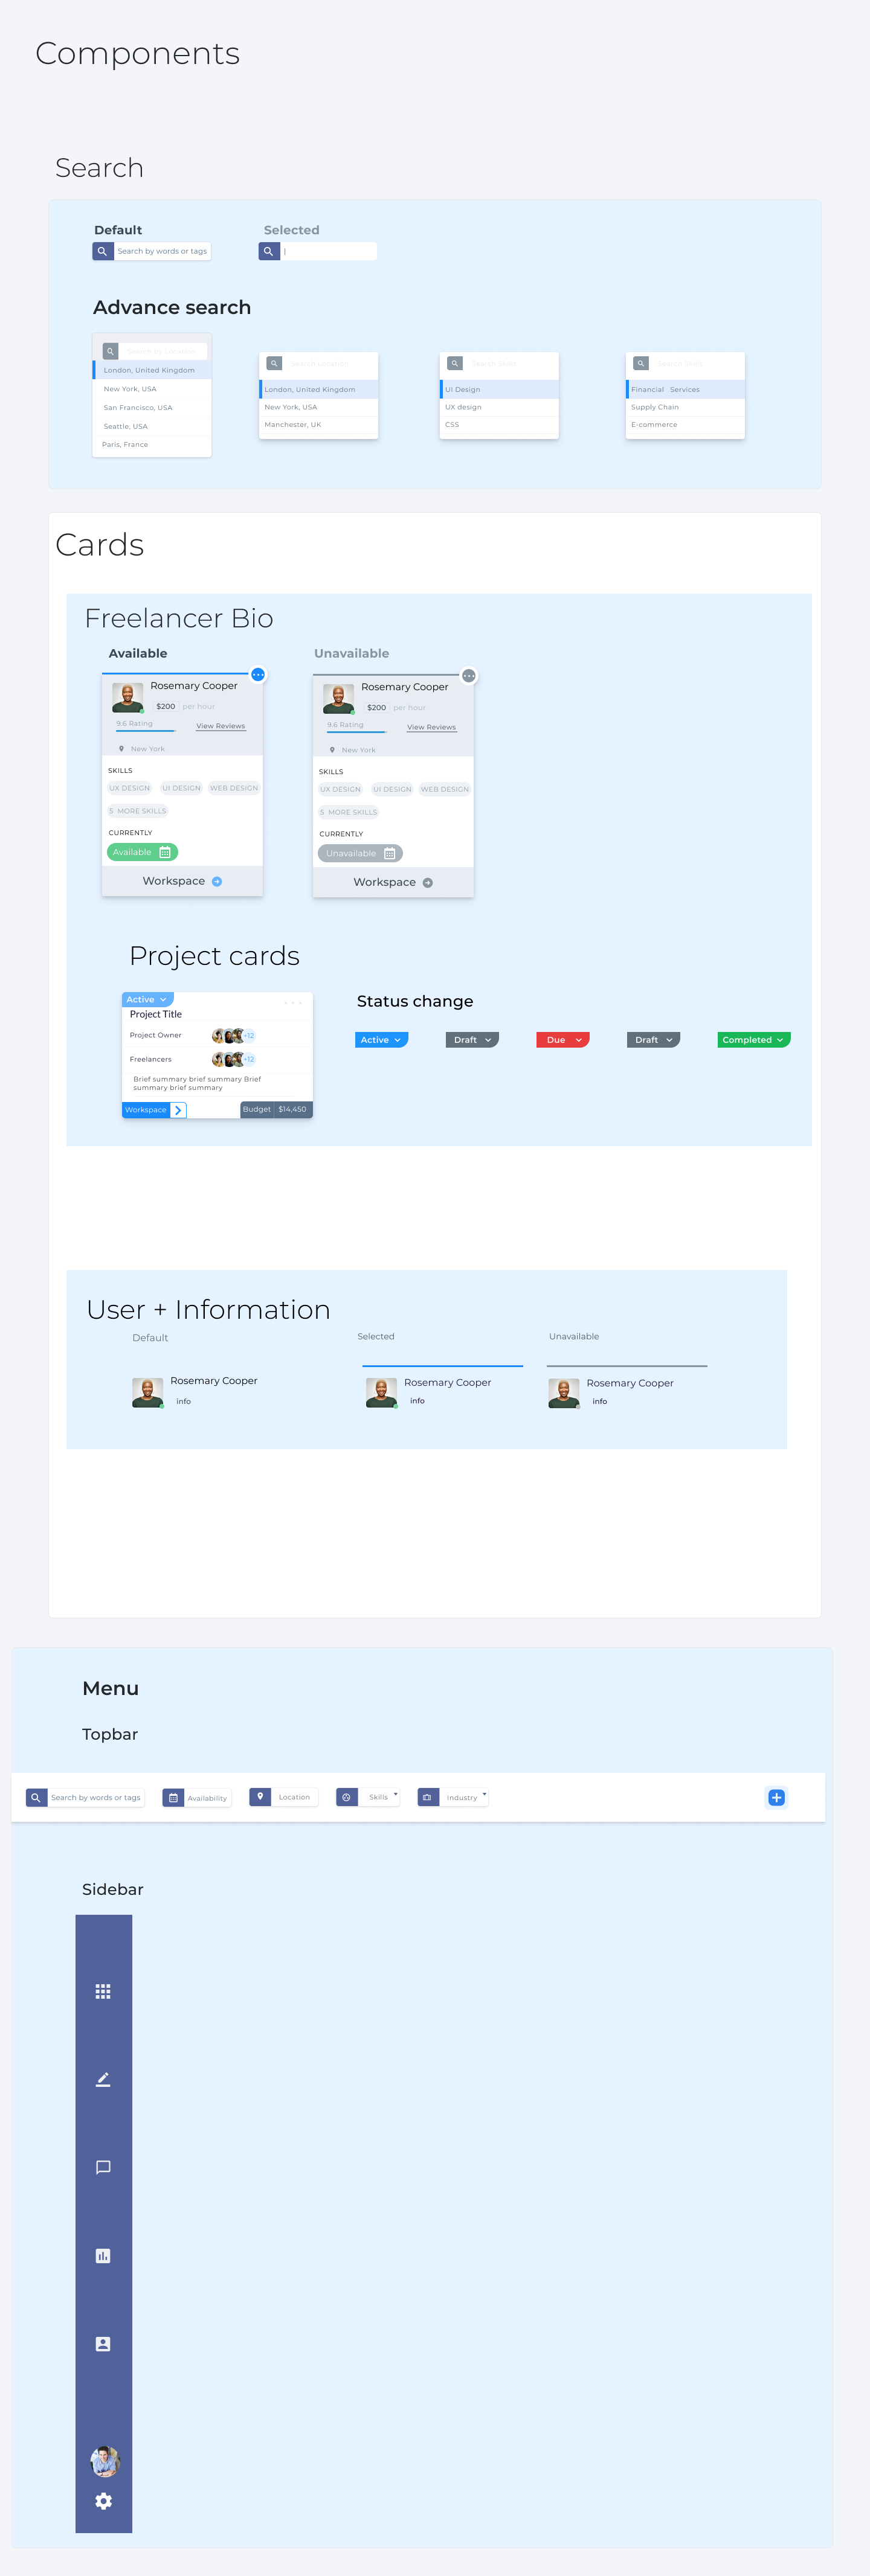 Components
Search
Default
Selected
Search by words or tags
Advance search
Search by Location
London, United Kingdom
New York, USA
San Francisco, USA
Seattle, USA
Paris, France
Search Location
London, United Kingdom
New York, USA
Manchester, UK
Search Skills
UI Design
UX design
CSS
Search Skills
Financial Services
Supply Chain
E-commerce
Cards
Freelancer Bio
Available
Rosemary Cooper
$200 per hour
9.6 Rating
View Reviews
New York
SKILLS
UX DESIGN UI DESIGN WEB DESIGN
5 MORE SKILLS
CURRENTLY
Available
Workspace
Unavailable
Rosemary Cooper
$200 per hour
9.6 Rating
View Reviews
New York
SKILLS
UX DESIGN UI DESIGN WEB DESIGN
5 MORE SKILLS
CURRENTLY
Unavailable
Workspace
Project cards
Active
Project Title
Project Owner +12
Freelancers +12
Brief summary brief summary Brief
summary brief summary
Workspace
Budget $14,450
Status change
Active
Draft
Due
Draft
Completed
User + Information
Default
Rosemary Cooper
info
Selected
Rosemary Cooper
info
Unavailable
Rosemary Cooper
info
Menu
Topbar
Search by words or tags
Availability
Location
Skills
Industry
Sidebar